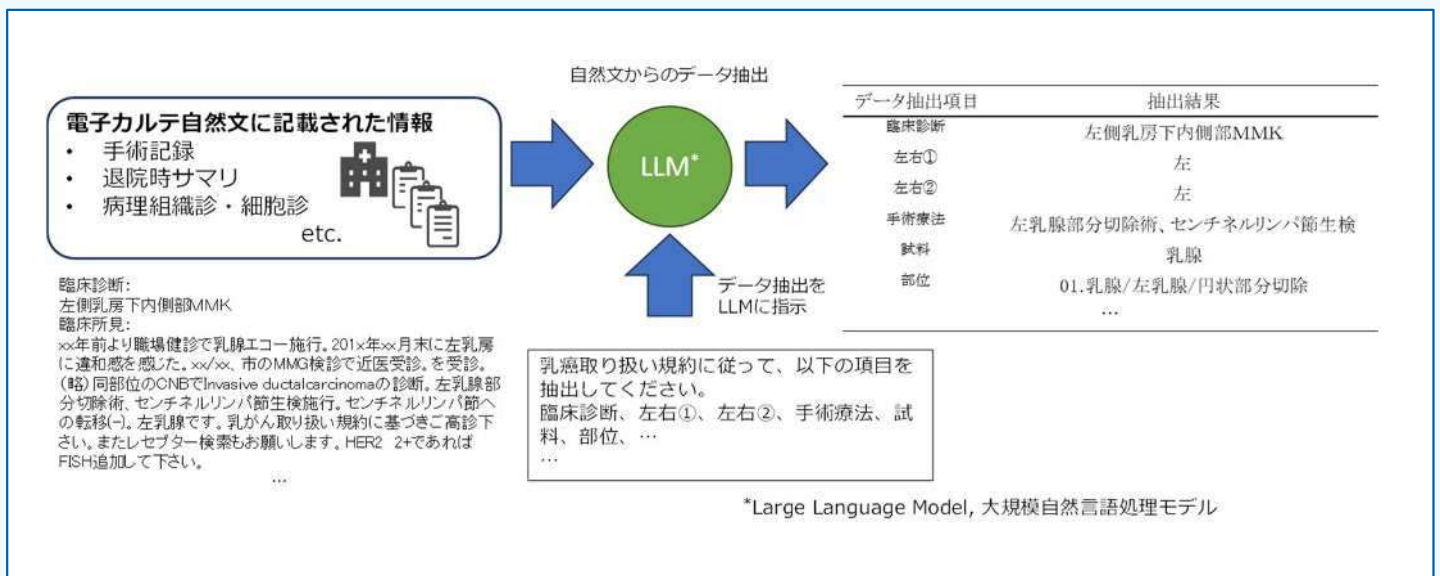 自然文からのデータ抽出
電子カルテ自然文に記載された情報
• 手術記録
• 退院時サマリ
• 病理組織診・細胞診
etc.
LLM*
データ抽出項目 抽出結果
臨床診断 左側乳房下内側部MMK
左右① 左
左右② 左
手術療法 左乳腺部分切除術、センチネルリンパ節生検
試料 乳腺
部位 01.乳腺/左乳腺/円状部分切除
…
臨床診断:
左側乳房下内側部MMK
臨床所見:
xx年前より職場健診で乳腺エコー施行。201x年xx月末に左乳房
に違和感を感じた。xx/xx、市のMMG検診で近医受診。を受診。
(略)同部位のCNBでInvasive ductalcarcinomaの診断。左乳腺部
分切除術、センチネルリンパ節生検施行。センチネルリンパ節へ
の転移(-)。左乳腺です。乳がん取り扱い規約に基づきご高診下
さい。またレセプター検索もお願いします。HER2 2+であれば
FISH追加して下さい。
…
データ抽出を
LLMに指示
乳癌取り扱い規約に従って、以下の項目を
抽出してください。
臨床診断、左右①、左右②、手術療法、試
料、部位、…
…
*Large Language Model, 大規模自然言語処理モデル